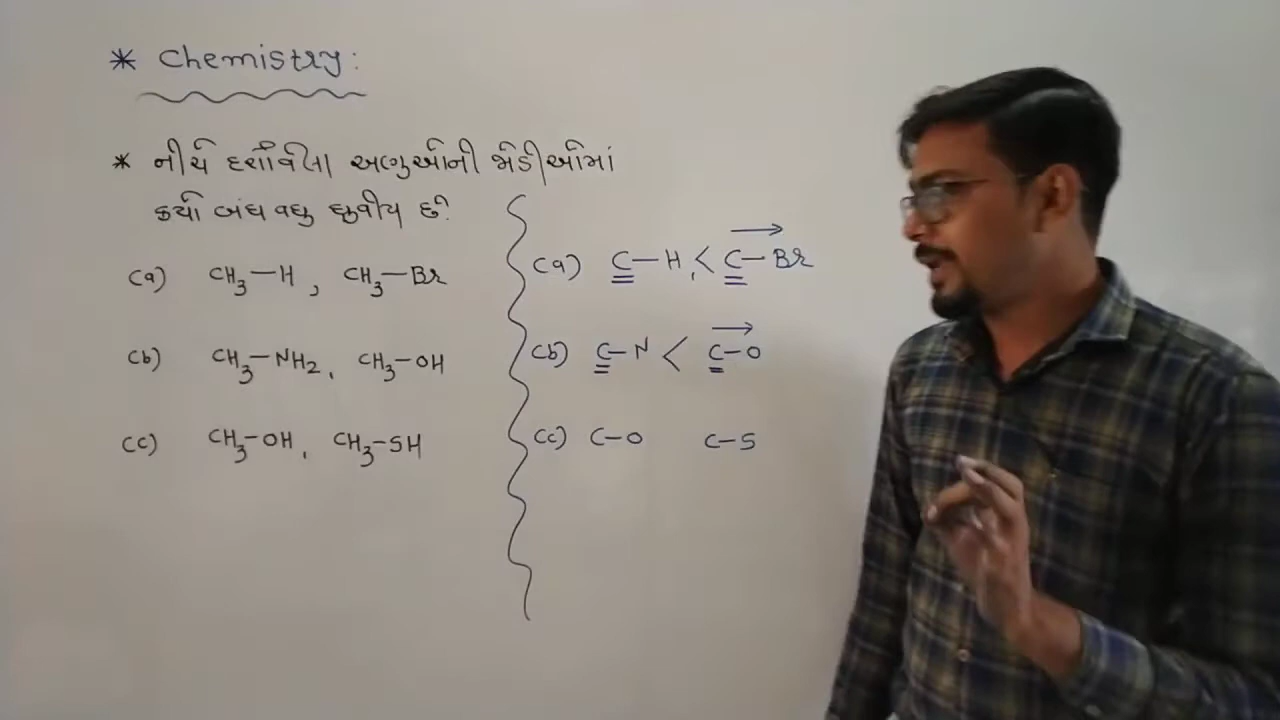 * Chemistry:
* નીચે દર્શાવેલા અણુઓની જોડીઓમાં
કયો બંધ વધુ ધ્રુવીય છે?
(a) CH₃—H , CH₃—Br
(b) CH₃—NH₂ , CH₃—OH
(c) CH₃—OH , CH₃—SH
(a) C—H , < C—Br
(b) C—N < C—O
(c) C—O C—S